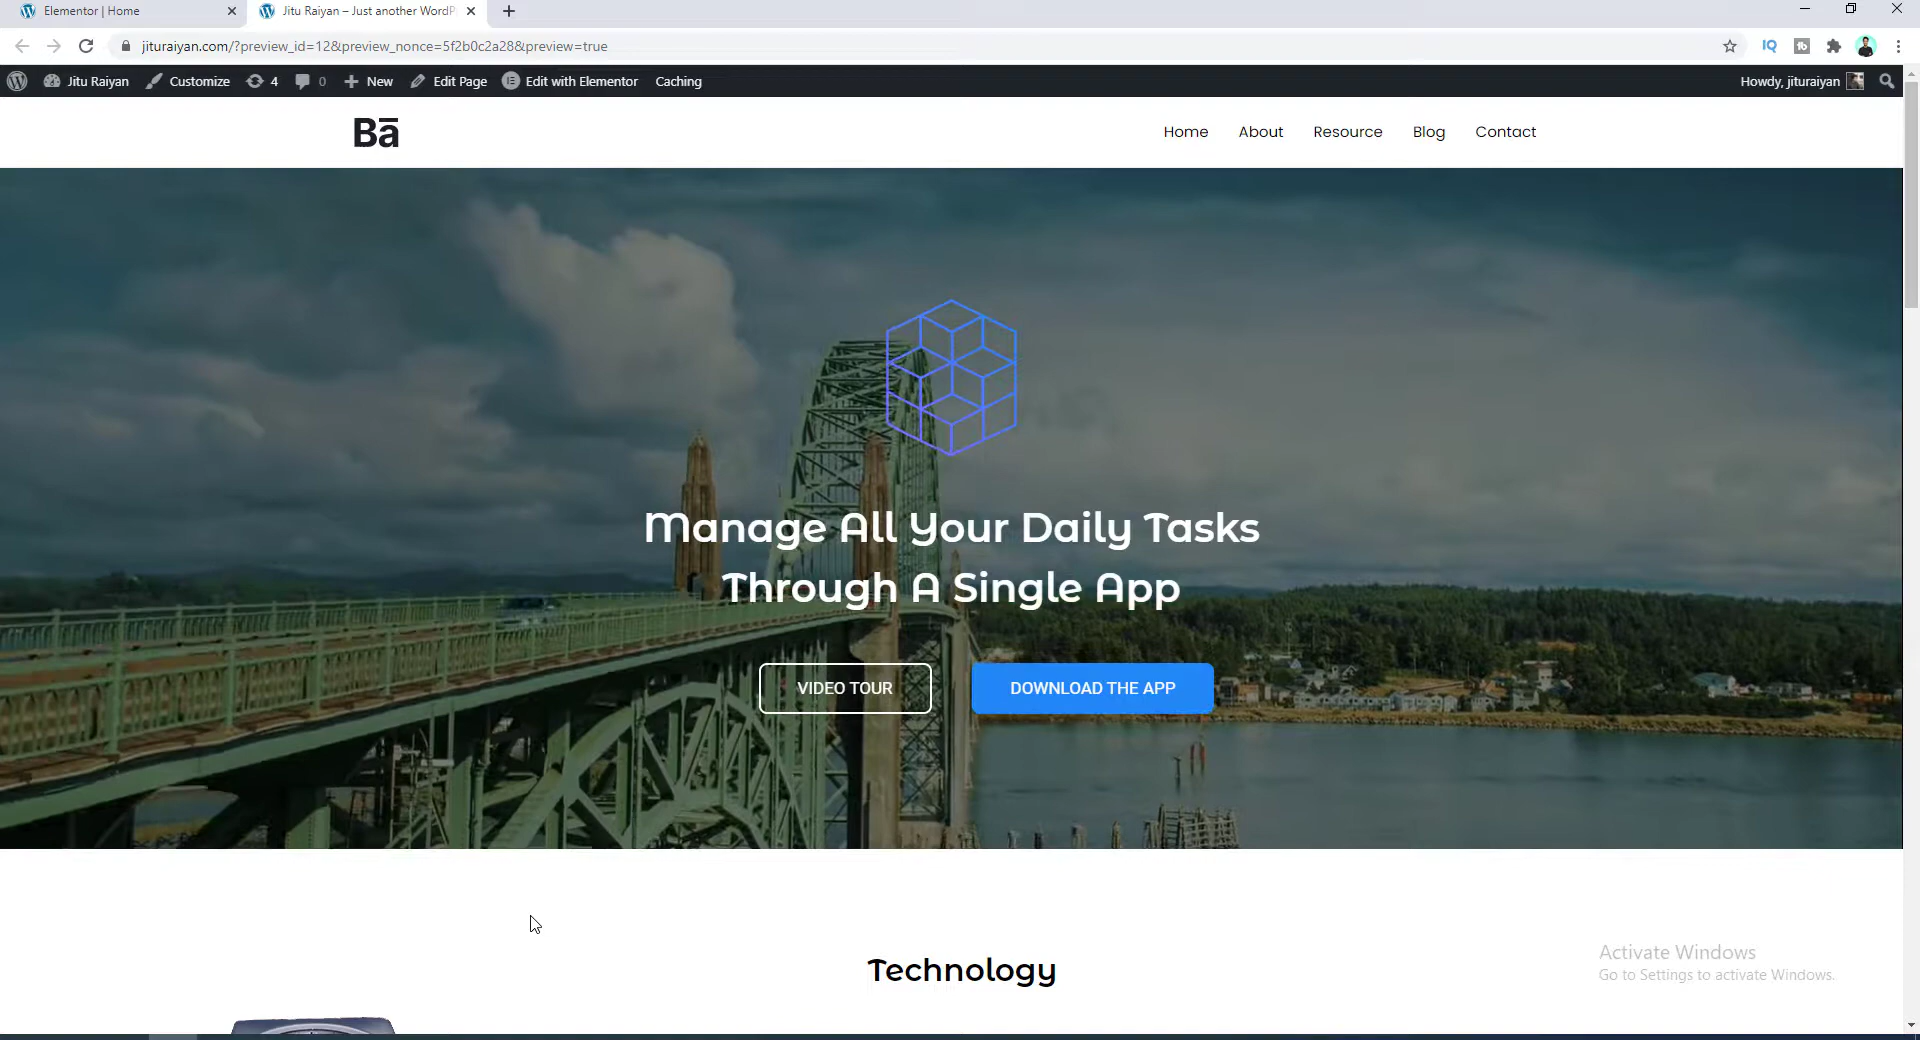 Elementor | Home
Jitu Raiyan – Just another WordP
jituraiyan.com/?preview_id=12&preview_nonce=5f2b0c2a28&preview=true
IQ
tb
Jitu Raiyan
Customize
4
0
New
Edit Page
Edit with Elementor
Caching
Howdy, jituraiyan
Bā
Home
About
Resource
Blog
Contact
Manage All Your Daily Tasks
Through A Single App
VIDEO TOUR
DOWNLOAD THE APP
Technology
Activate Windows
Go to Settings to activate Windows.